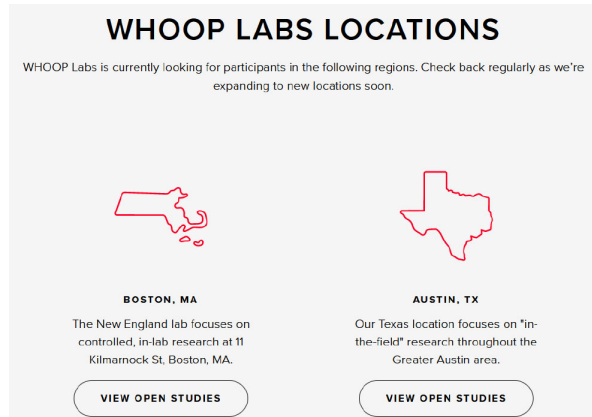 WHOOP LABS LOCATIONS
WHOOP Labs is currently looking for participants in the following regions. Check back regularly as we're
expanding to new locations soon.
BOSTON, MA
The New England lab focuses on
controlled, in-lab research at 11
Kilmarnock St, Boston, MA.
VIEW OPEN STUDIES
AUSTIN, TX
Our Texas location focuses on "in-
the-field" research throughout the
Greater Austin area.
VIEW OPEN STUDIES